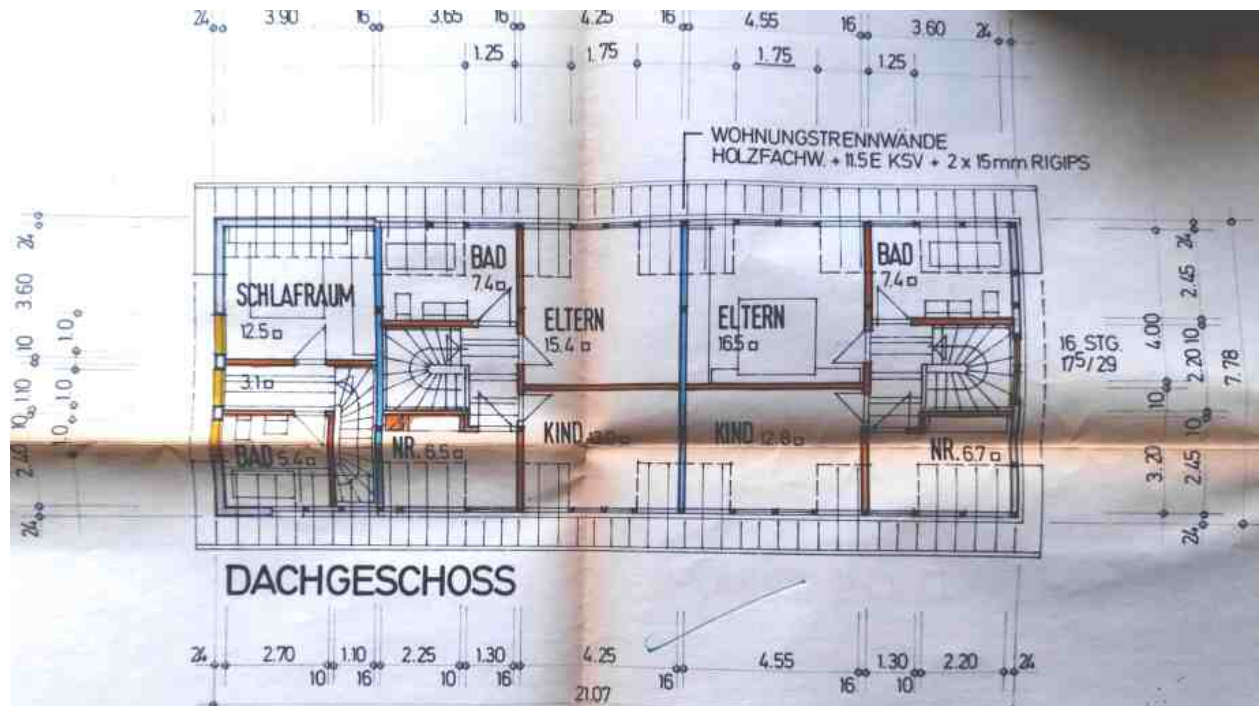 24 3.90 16 3.65 16 4.25 16 4.55 16 3.60 24
1.25 1.75 1.75 1.25
WOHNUNGSTRENNWÄNDE
HOLZFACHW. + 11.5 E KSV + 2 x 15mm RIGIPS
BAD
7.4
BAD
7.4
SCHLAFRAUM
12.5
ELTERN
15.4
ELTERN
16.5
16 STG.
17⁵/29
3.1
BAD 5.4
NR. 6.5
KIND
KIND 12.8
NR. 6.7
24 3.60 10 1.10 10 2.40 24
1.0 1.0 1.0
4.00 10 3.20
24 2.45 10 2.20 10 2.45 24
7.78
DACHGESCHOSS
24 2.70 1.10 2.25 1.30 4.25 4.55 1.30 2.20 24
10 16 10 16 16 16 10
21.07